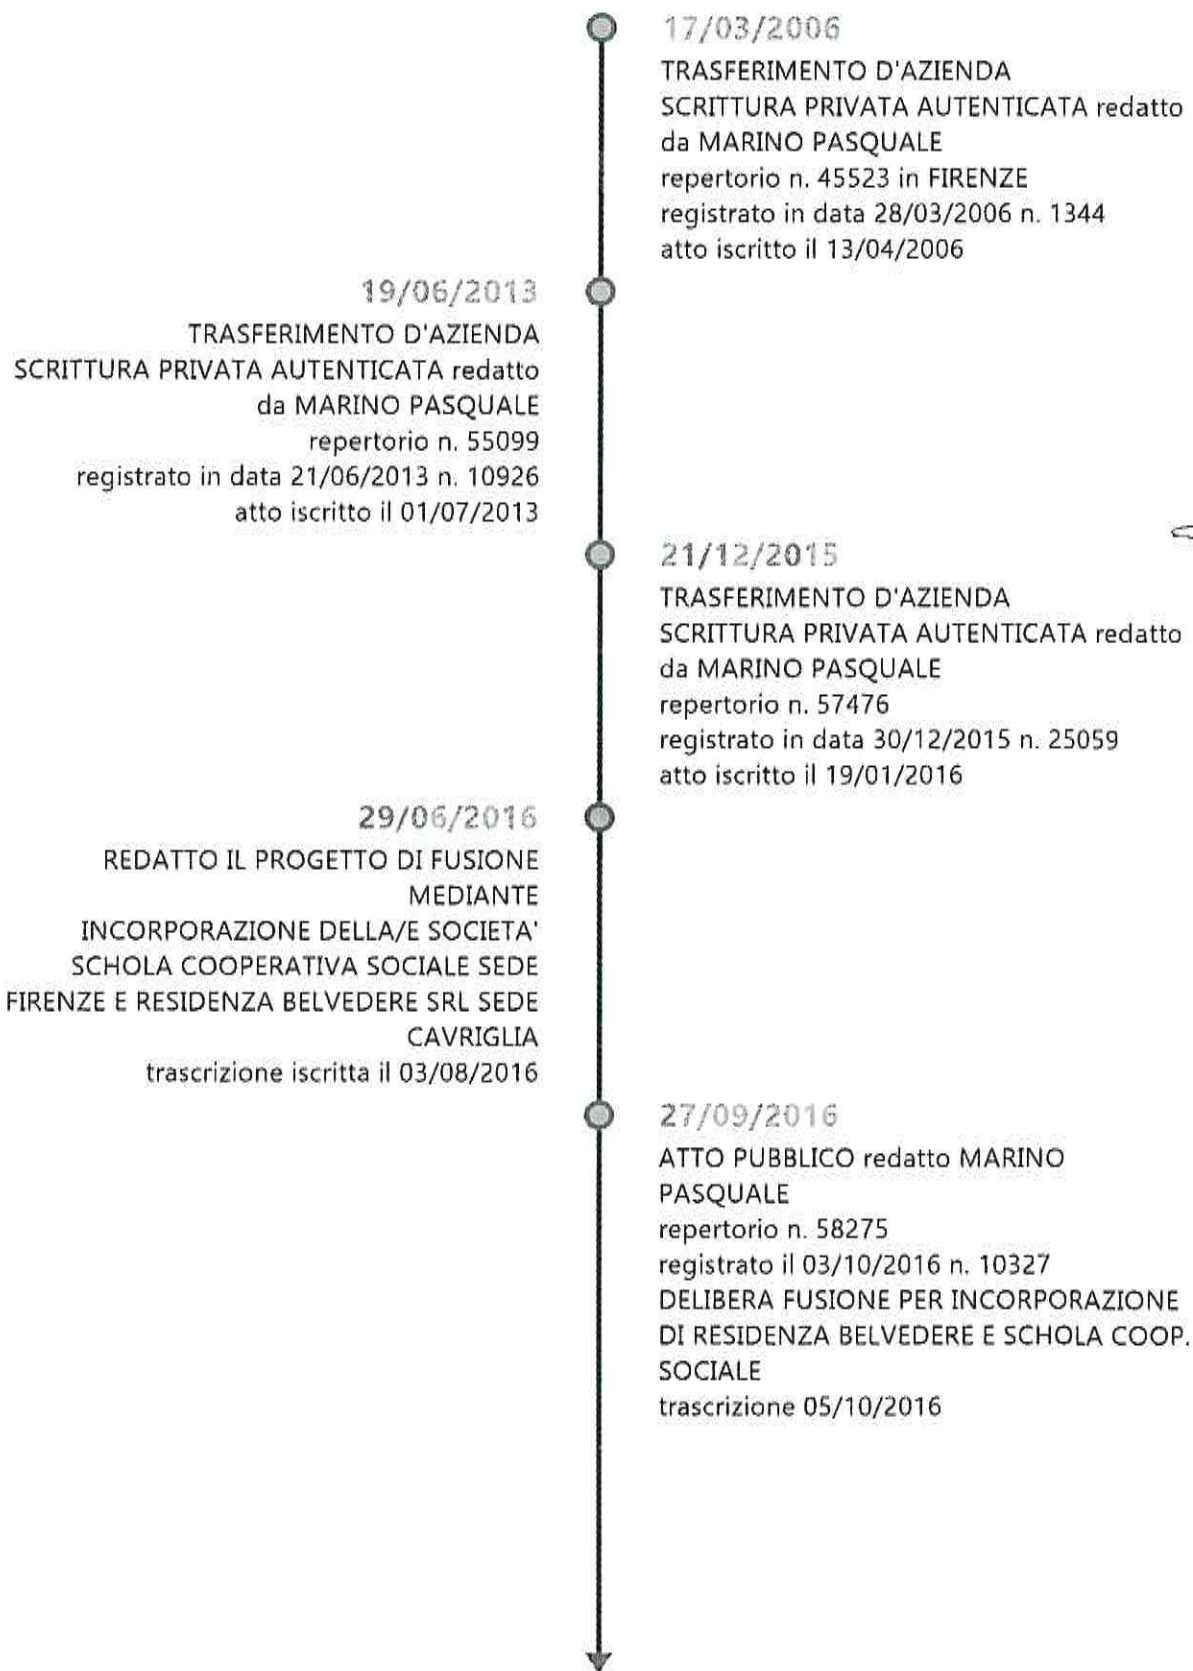 17/03/2006
TRASFERIMENTO D'AZIENDA
SCRITTURA PRIVATA AUTENTICATA redatto
da MARINO PASQUALE
repertorio n. 45523 in FIRENZE
registrato in data 28/03/2006 n. 1344
atto iscritto il 13/04/2006
19/06/2013
TRASFERIMENTO D'AZIENDA
SCRITTURA PRIVATA AUTENTICATA redatto
da MARINO PASQUALE
repertorio n. 55099
registrato in data 21/06/2013 n. 10926
atto iscritto il 01/07/2013
21/12/2015
TRASFERIMENTO D'AZIENDA
SCRITTURA PRIVATA AUTENTICATA redatto
da MARINO PASQUALE
repertorio n. 57476
registrato in data 30/12/2015 n. 25059
atto iscritto il 19/01/2016
29/06/2016
REDATTO IL PROGETTO DI FUSIONE
MEDIANTE
INCORPORAZIONE DELLA/E SOCIETA'
SCHOLA COOPERATIVA SOCIALE SEDE
FIRENZE E RESIDENZA BELVEDERE SRL SEDE
CAVRIGLIA
trascrizione iscritta il 03/08/2016
27/09/2016
ATTO PUBBLICO redatto MARINO
PASQUALE
repertorio n. 58275
registrato il 03/10/2016 n. 10327
DELIBERA FUSIONE PER INCORPORAZIONE
DI RESIDENZA BELVEDERE E SCHOLA COOP.
SOCIALE
trascrizione 05/10/2016